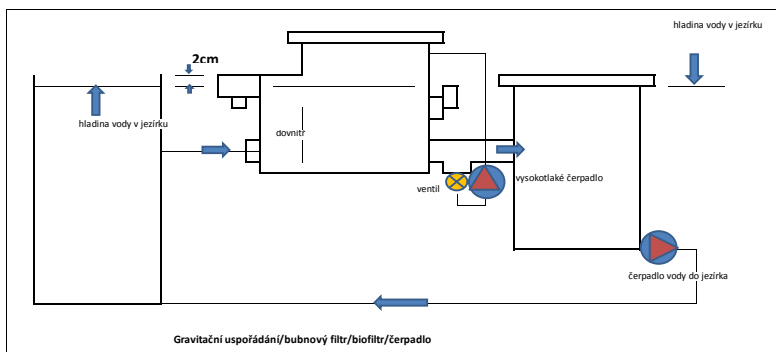 hladina vody v jezírku
2cm
hladina vody v jezírku
dovnitř
ventil
vysokotlaké čerpadlo
čerpadlo vody do jezírka
Gravitační uspořádání/bubnový filtr/biofiltr/čerpadlo